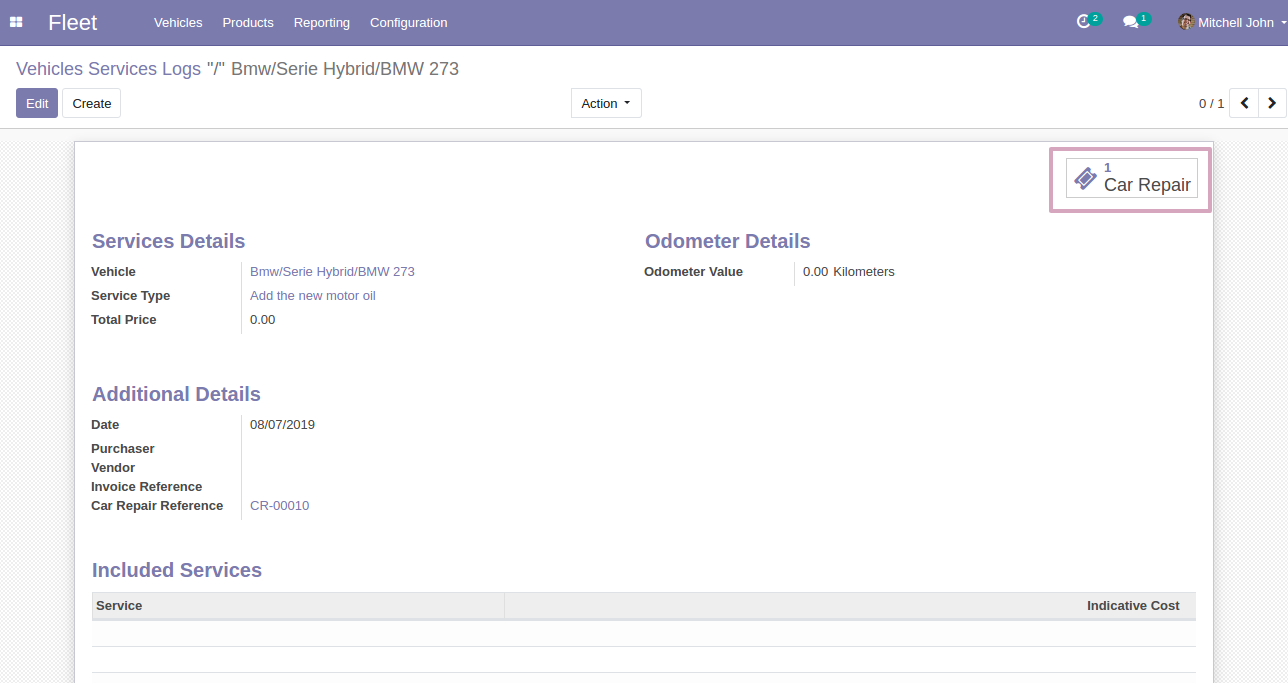 Fleet Vehicles Products Reporting Configuration 2 1 Mitchell John
Vehicles Services Logs "/" Bmw/Serie Hybrid/BMW 273
Edit Create Action 0 / 1
1
Car Repair
Services Details
Vehicle Bmw/Serie Hybrid/BMW 273
Service Type Add the new motor oil
Total Price 0.00
Odometer Details
Odometer Value 0.00 Kilometers
Additional Details
Date 08/07/2019
Purchaser
Vendor
Invoice Reference
Car Repair Reference CR-00010
Included Services
Service Indicative Cost